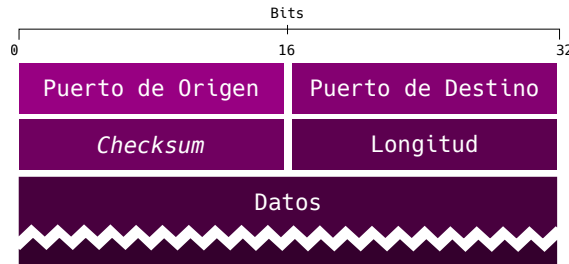 Bits
0 16 32
Puerto de Origen Puerto de Destino
Checksum Longitud
Datos